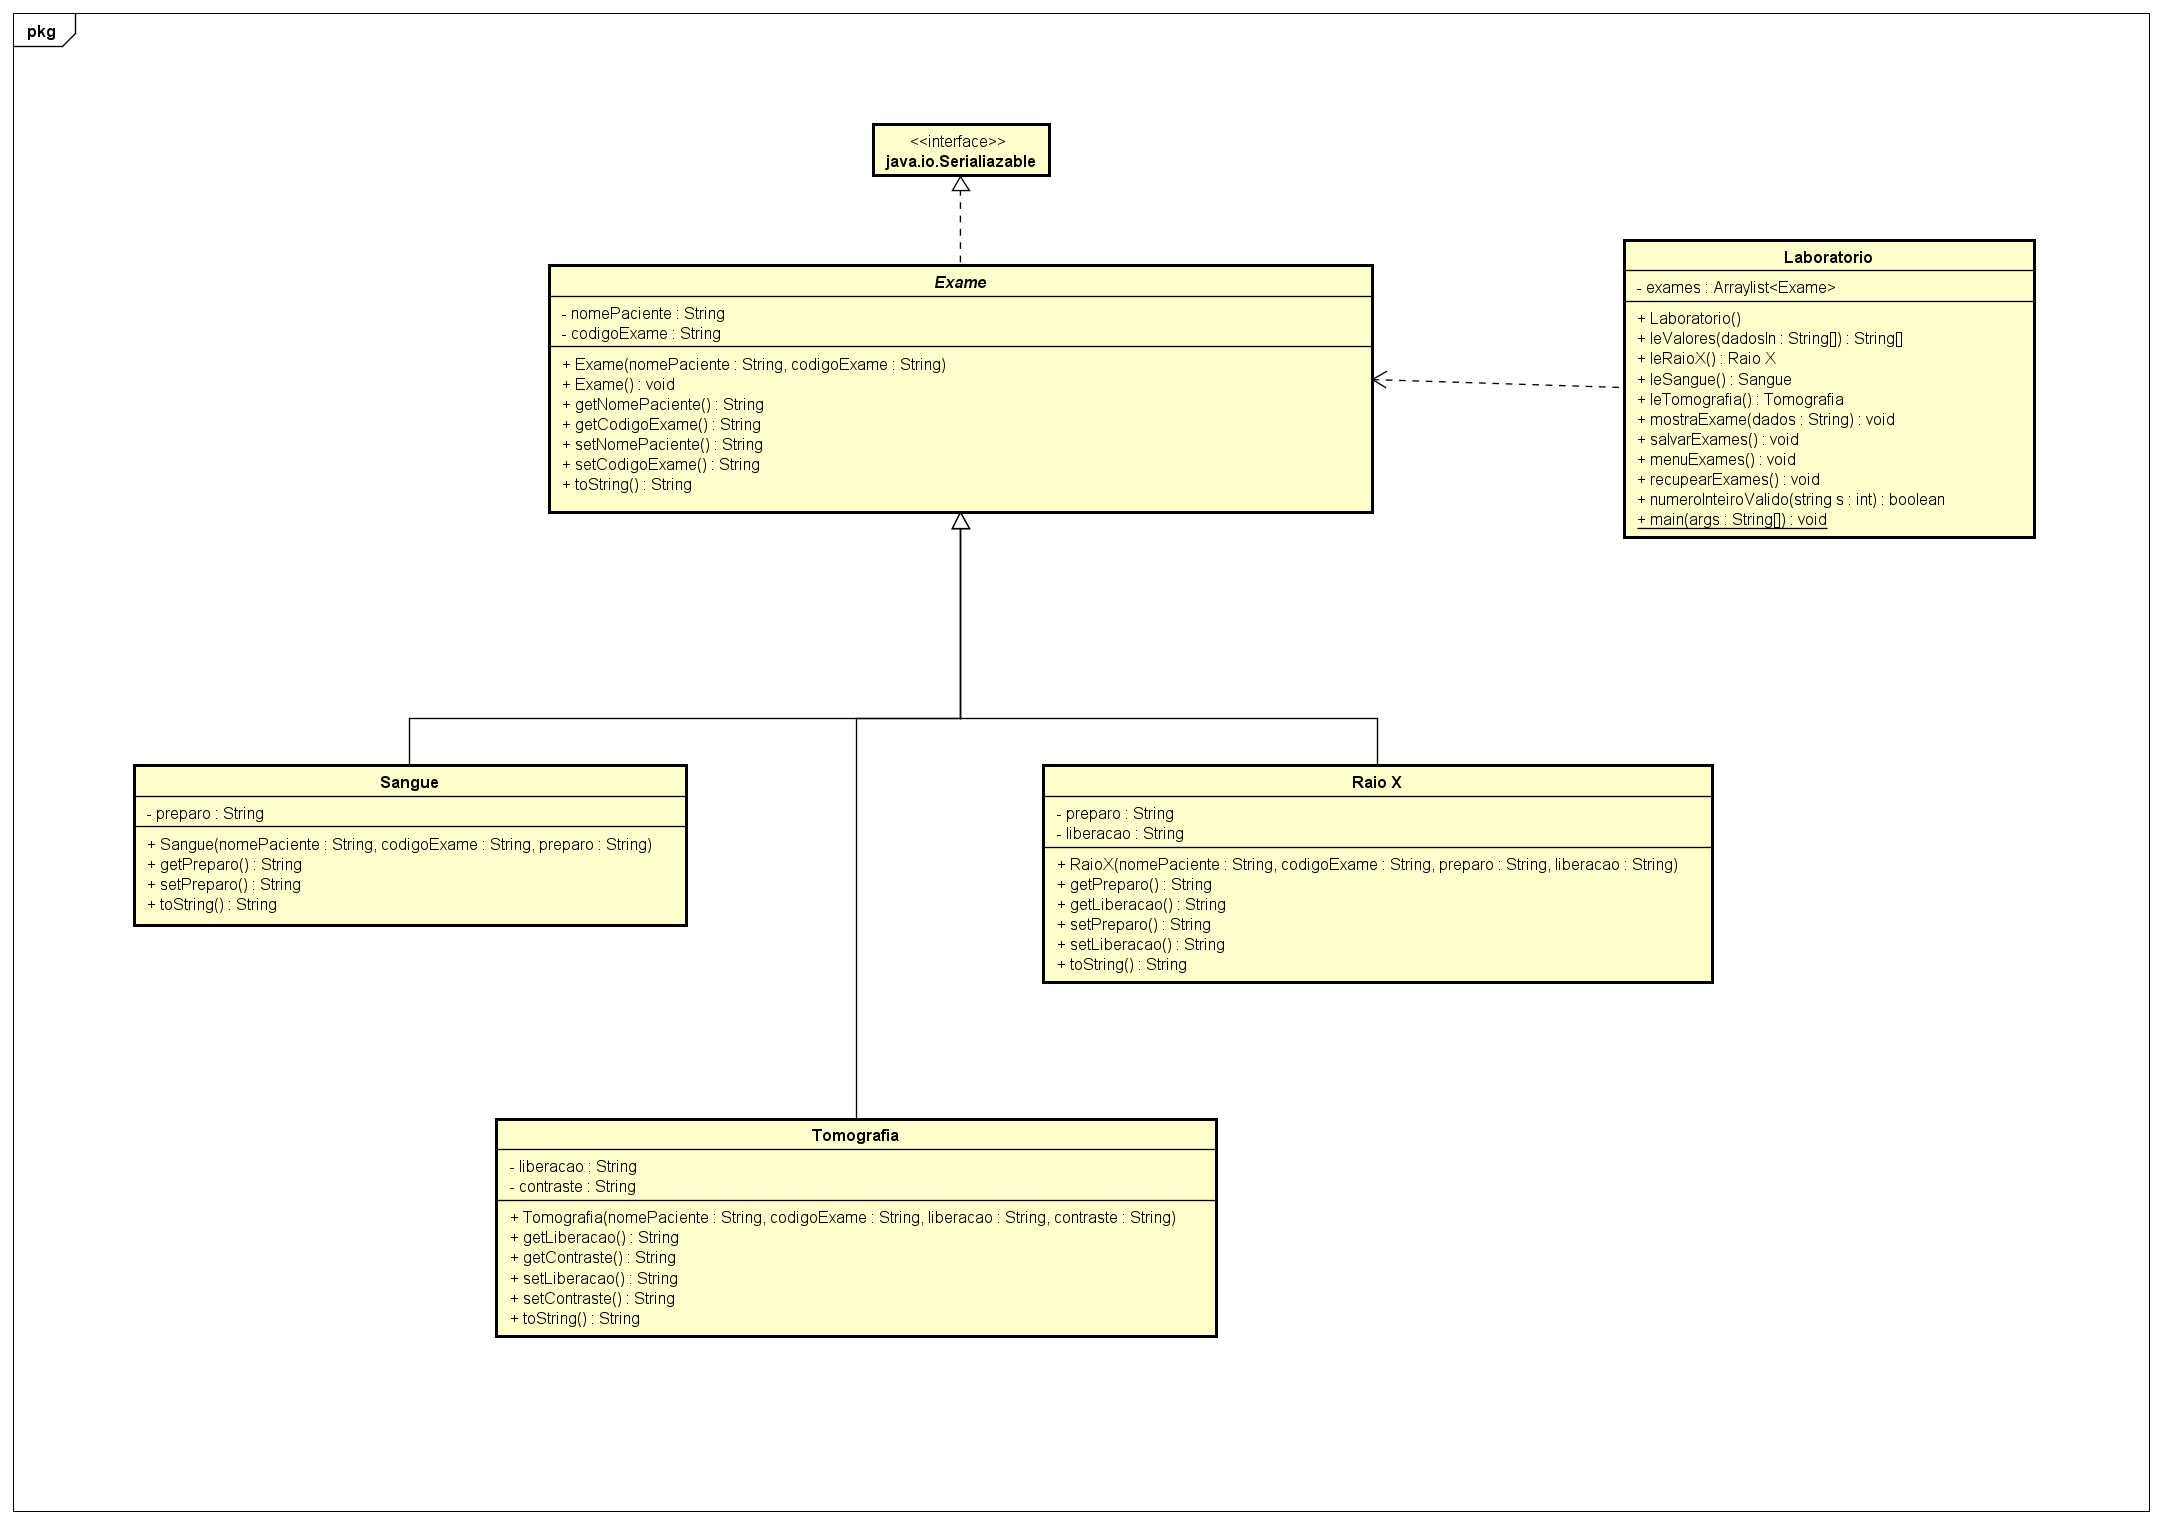 pkg
<<interface>>
java.io.Serialiazable
Exame
- nomePaciente : String
- codigoExame : String
+ Exame(nomePaciente : String, codigoExame : String)
+ Exame() : void
+ getNomePaciente() : String
+ getCodigoExame() : String
+ setNomePaciente() : String
+ setCodigoExame() : String
+ toString() : String
Laboratorio
- exames : Arraylist<Exame>
+ Laboratorio()
+ leValores(dadosIn : String[]) : String[]
+ leRaioX() : Raio X
+ leSangue() : Sangue
+ leTomografia() : Tomografia
+ mostraExame(dados : String) : void
+ salvarExames() : void
+ menuExames() : void
+ recupearExames() : void
+ numeroInteiroValido(string s : int) : boolean
+ main(args : String[]) : void
Sangue
- preparo : String
+ Sangue(nomePaciente : String, codigoExame : String, preparo : String)
+ getPreparo() : String
+ setPreparo() : String
+ toString() : String
Raio X
- preparo : String
- liberacao : String
+ RaioX(nomePaciente : String, codigoExame : String, preparo : String, liberacao : String)
+ getPreparo() : String
+ getLiberacao() : String
+ setPreparo() : String
+ setLiberacao() : String
+ toString() : String
Tomografia
- liberacao : String
- contraste : String
+ Tomografia(nomePaciente : String, codigoExame : String, liberacao : String, contraste : String)
+ getLiberacao() : String
+ getContraste() : String
+ setLiberacao() : String
+ setContraste() : String
+ toString() : String